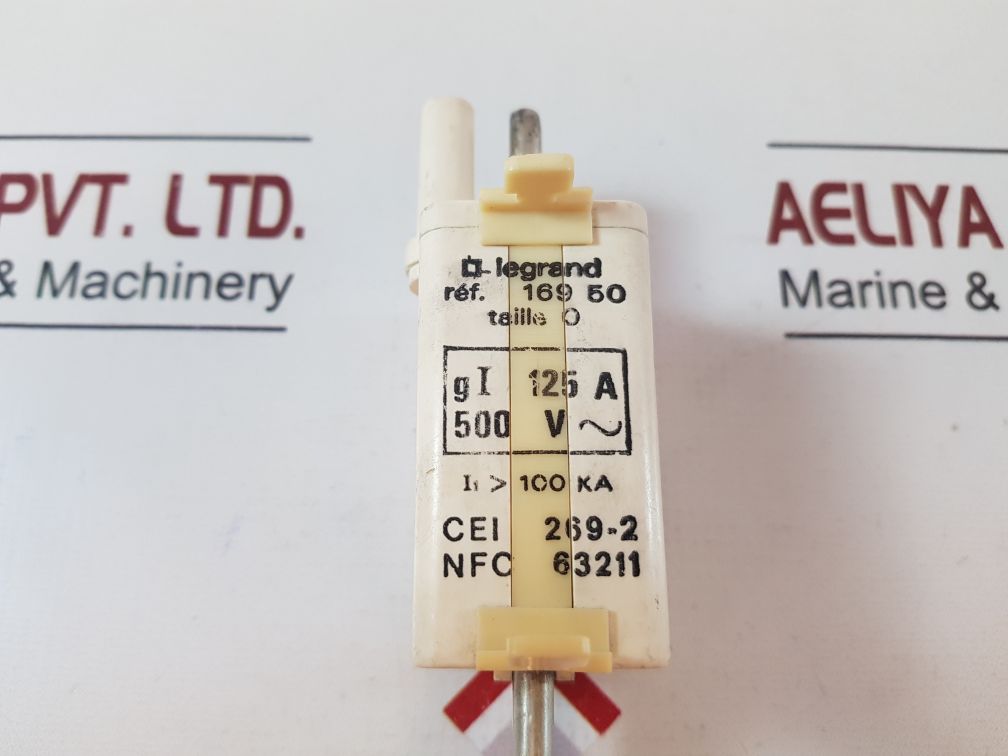 PVT. LTD.
& Machinery
AELIYA
Marine &
legrand
réf. 169 50
taille 0
gI 125 A
500 V ~
I₁ > 100 KA
CEI 269-2
NFC 63211